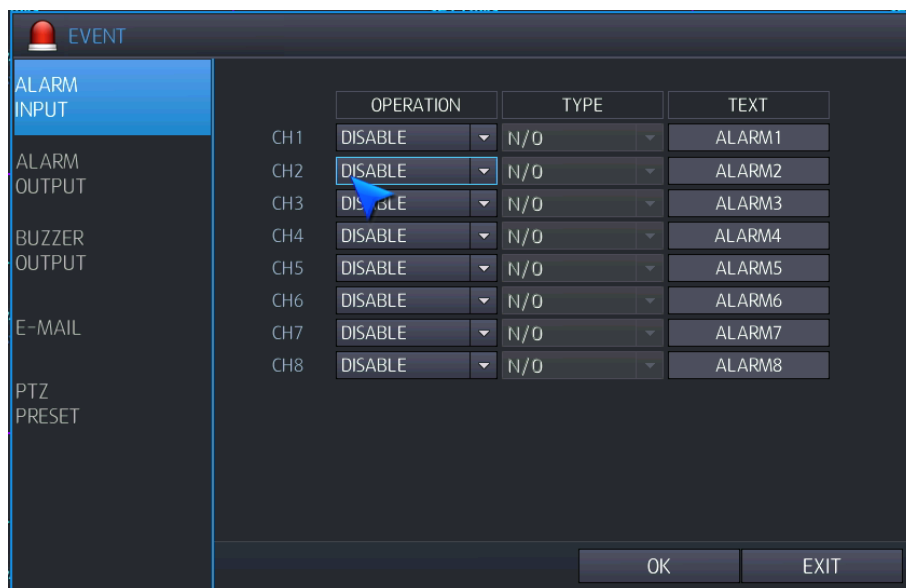 EVENT
ALARM
INPUT
ALARM
OUTPUT
BUZZER
OUTPUT
E-MAIL
PTZ
PRESET
OPERATION TYPE TEXT
CH1 DISABLE N/O ALARM1
CH2 DISABLE N/O ALARM2
CH3 DISABLE N/O ALARM3
CH4 DISABLE N/O ALARM4
CH5 DISABLE N/O ALARM5
CH6 DISABLE N/O ALARM6
CH7 DISABLE N/O ALARM7
CH8 DISABLE N/O ALARM8
OK EXIT